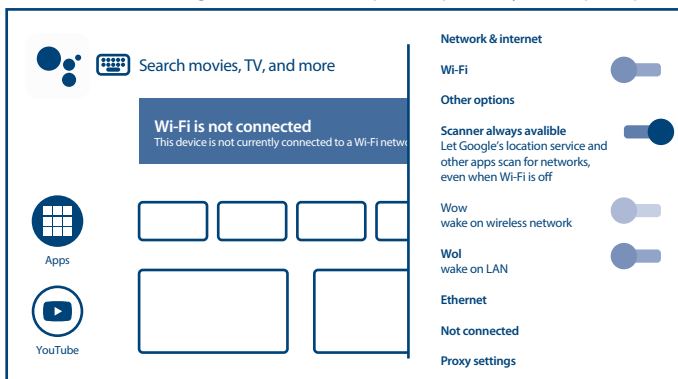 Search movies, TV, and more
Wi-Fi is not connected
This device is not currently connected to a Wi-Fi netwo
Apps
YouTube
Network & internet
Wi-Fi
Other options
Scanner always avalible
Let Google's location service and
other apps scan for networks,
even when Wi-Fi is off
Wow
wake on wireless network
Wol
wake on LAN
Ethernet
Not connected
Proxy settings